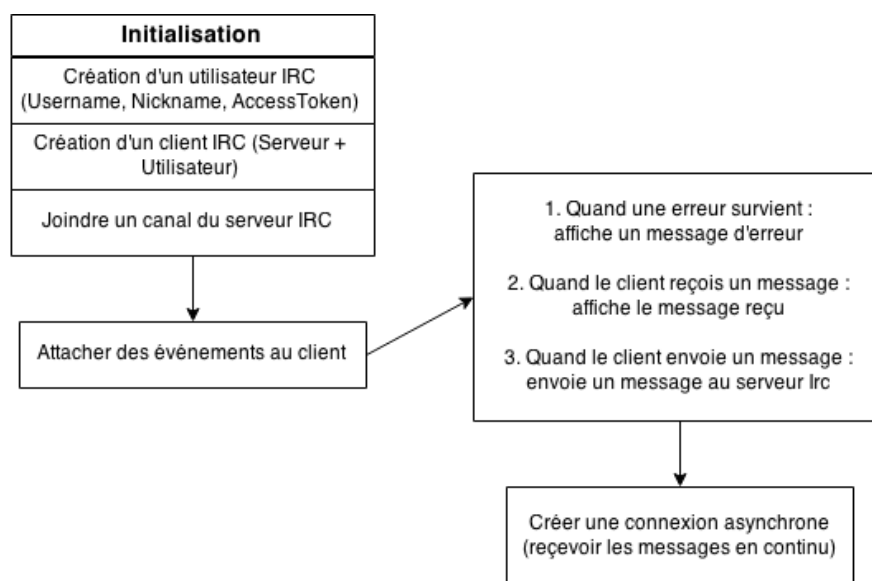 Initialisation
Création d'un utilisateur IRC
(Username, Nickname, AccessToken)
Création d'un client IRC (Serveur +
Utilisateur)
Joindre un canal du serveur IRC
Attacher des événements au client
1. Quand une erreur survient :
affiche un message d'erreur
2. Quand le client reçois un message :
affiche le message reçu
3. Quand le client envoie un message :
envoie un message au serveur Irc
Créer une connexion asynchrone
(reçevoir les messages en continu)